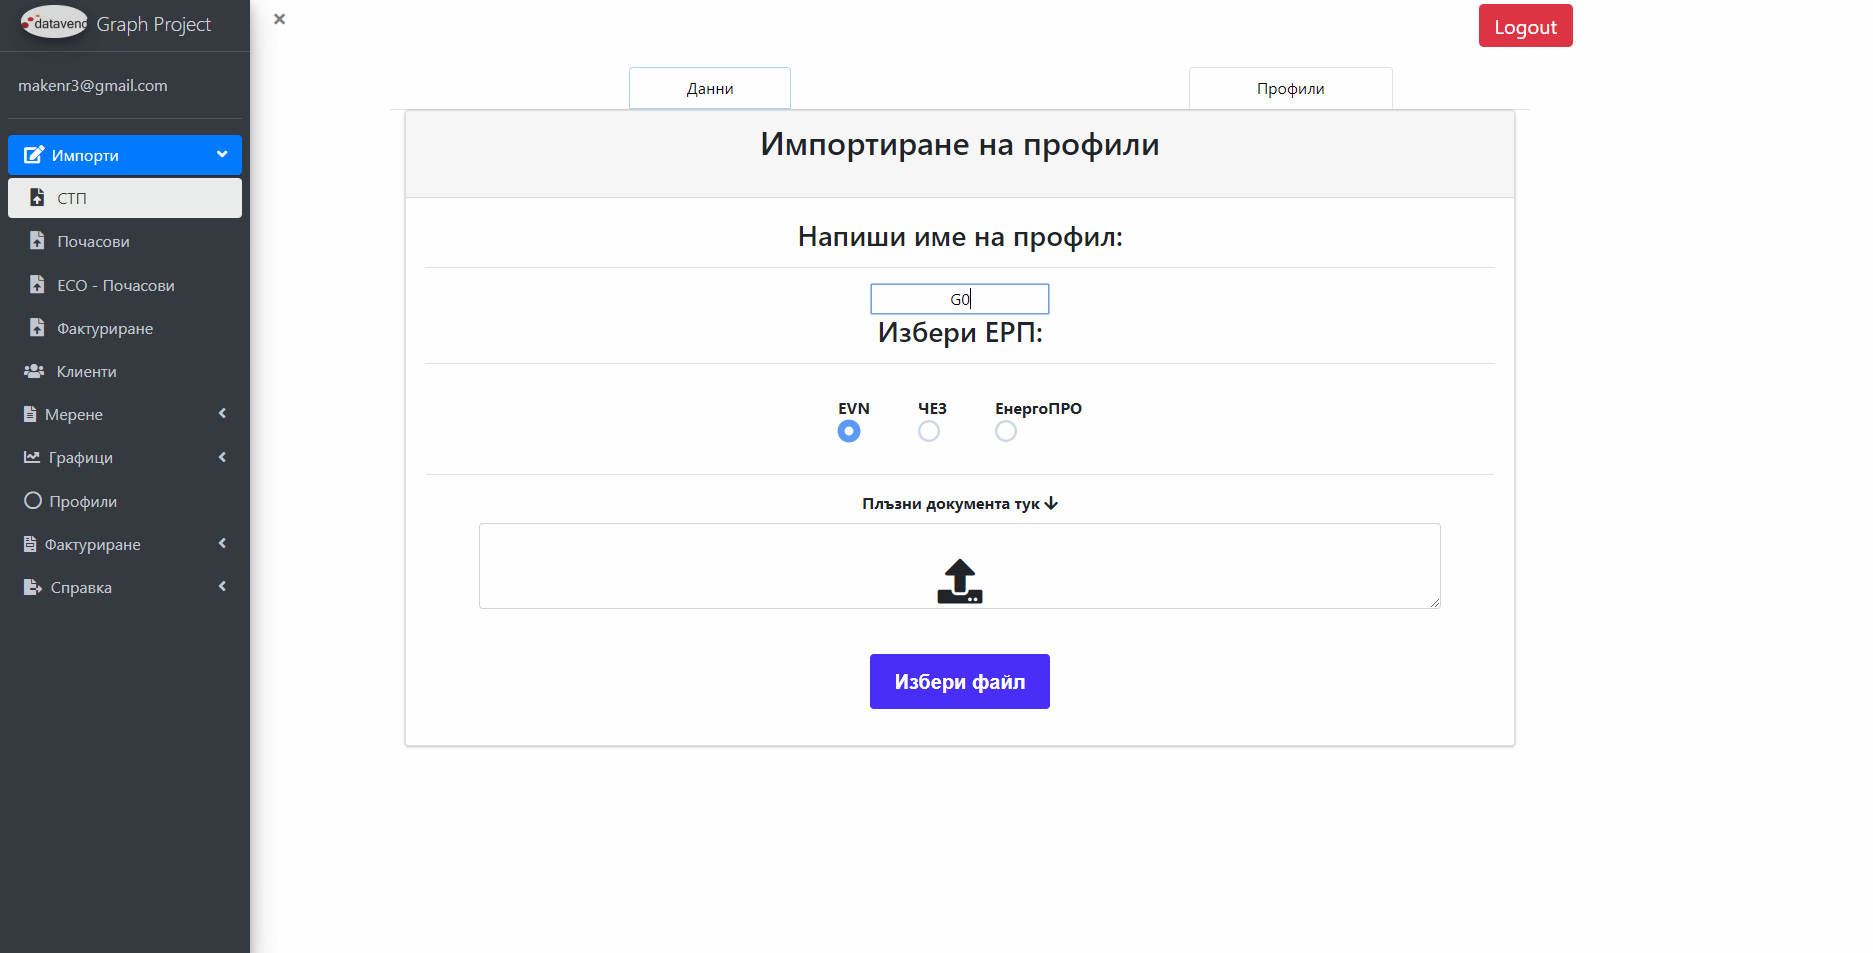 datavend Graph Project
makenr3@gmail.com
Импорти
СТП
Почасови
ЕСО - Почасови
Фактуриране
Клиенти
Мерене
Графици
Профили
Фактуриране
Справка
×
Logout
Данни
Профили
Импортиране на профили
Напиши име на профил:
G0
Избери ЕРП:
EVN ЧЕЗ ЕнергоПРО
Плъзни документа тук
Избери файл